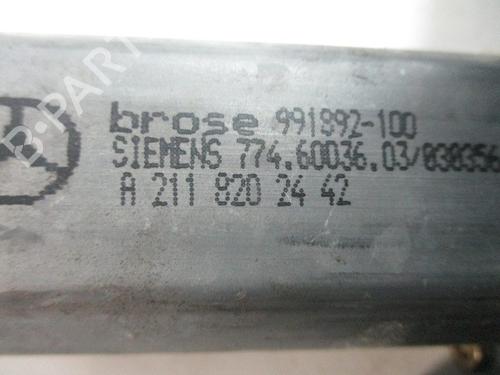 brose 991892-100
SIEMENS 774.60036.03/030356
A 211 820 24 42